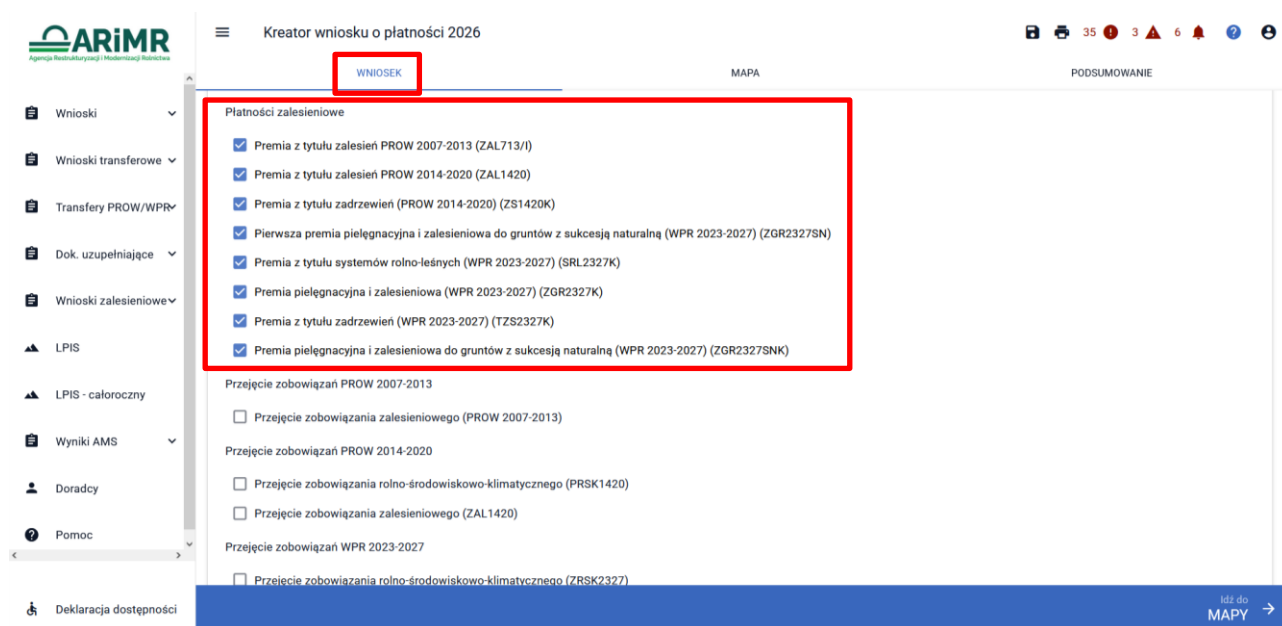 ARiMR
Agencja Restrukturyzacji i Modernizacji Rolnictwa
Kreator wniosku o płatności 2026
35 3 6
WNIOSEK MAPA PODSUMOWANIE
Wnioski
Wnioski transferowe
Transfery PROW/WPR
Dok. uzupełniające
Wnioski zalesieniowe
LPIS
LPIS - całoroczny
Wyniki AMS
Doradcy
Pomoc
Deklaracja dostępności
Płatności zalesieniowe
Premia z tytułu zalesień PROW 2007-2013 (ZAL713/I)
Premia z tytułu zalesień PROW 2014-2020 (ZAL1420)
Premia z tytułu zadrzewień (PROW 2014-2020) (ZS1420K)
Pierwsza premia pielęgnacyjna i zalesieniowa do gruntów z sukcesją naturalną (WPR 2023-2027) (ZGR2327SN)
Premia z tytułu systemów rolno-leśnych (WPR 2023-2027) (SRL2327K)
Premia pielęgnacyjna i zalesieniowa (WPR 2023-2027) (ZGR2327K)
Premia z tytułu zadrzewień (WPR 2023-2027) (TZS2327K)
Premia pielęgnacyjna i zalesieniowa do gruntów z sukcesją naturalną (WPR 2023-2027) (ZGR2327SNK)
Przejęcie zobowiązań PROW 2007-2013
Przejęcie zobowiązania zalesieniowego (PROW 2007-2013)
Przejęcie zobowiązań PROW 2014-2020
Przejęcie zobowiązania rolno-środowiskowo-klimatycznego (PRSK1420)
Przejęcie zobowiązania zalesieniowego (ZAL1420)
Przejęcie zobowiązań WPR 2023-2027
Przejęcie zobowiązania rolno-środowiskowo-klimatycznego (ZRSK2327)
Idź do
MAPY